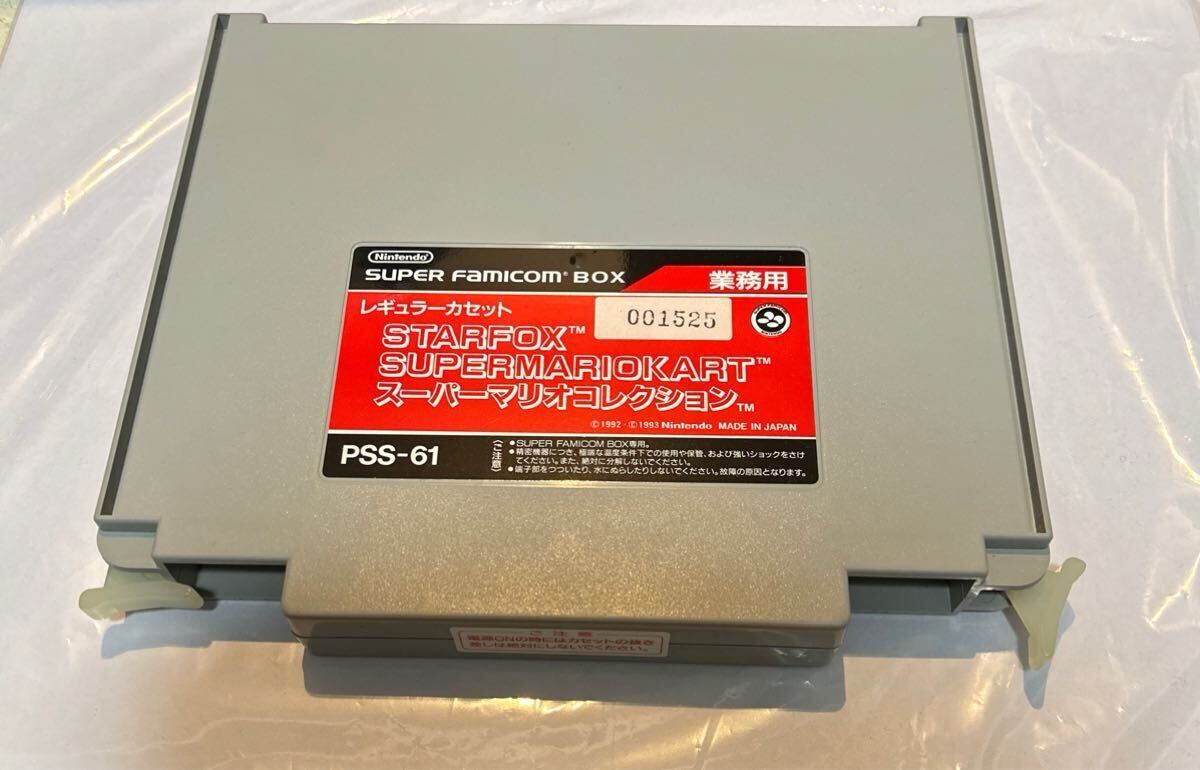 Nintendo
SUPER FAMICOM BOX
業務用
レギュラーカセット
001525
STARFOX™
SUPERMARIOKART™
スーパーマリオコレクション™
©1992・©1993 Nintendo MADE IN JAPAN
PSS-61
〈ご注意〉
●SUPER FAMICOM BOX専用。
●精密機器につき、極端な温度条件下での使用や保管、および強いショックをさけ
てください。また、絶対に分解しないでください。
●端子部をつついたり、水にぬらしたりしないでください。故障の原因となります。
ご注意
電源ONの時にはカセットの抜き
差しは絶対にしないでください。